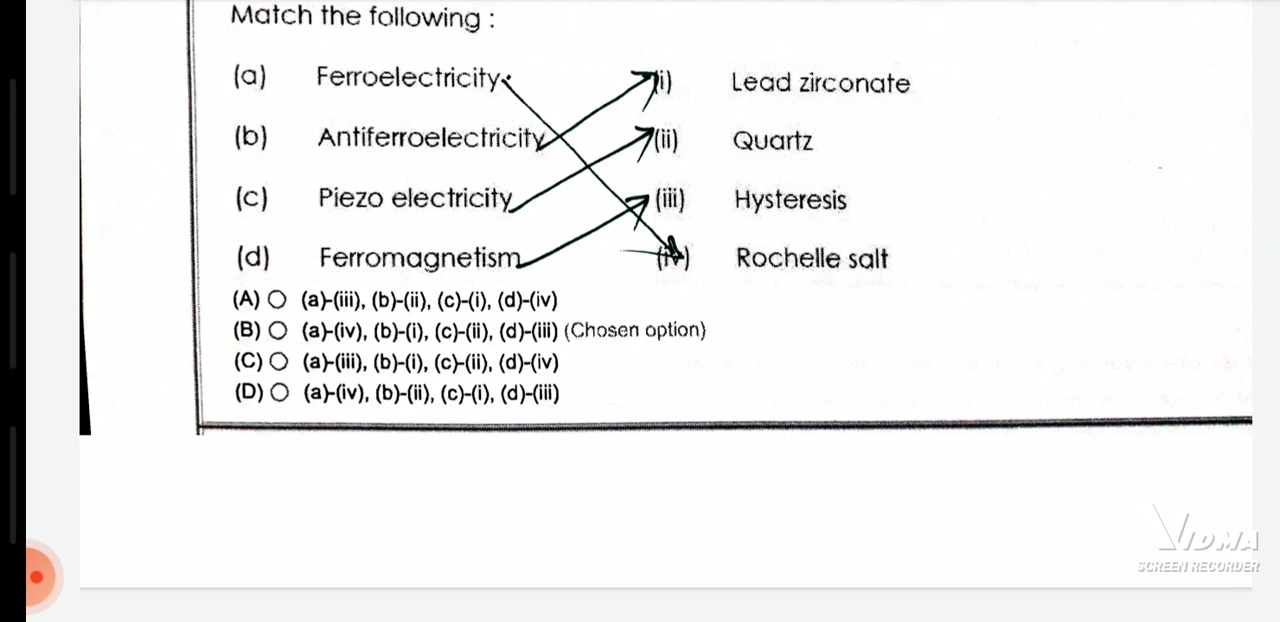 Match the following :
(a) Ferroelectricity (i) Lead zirconate
(b) Antiferroelectricity (ii) Quartz
(c) Piezo electricity (iii) Hysteresis
(d) Ferromagnetism (iv) Rochelle salt
(A) (a)-(iii), (b)-(ii), (c)-(i), (d)-(iv)
(B) (a)-(iv), (b)-(i), (c)-(ii), (d)-(iii) (Chosen option)
(C) (a)-(iii), (b)-(i), (c)-(ii), (d)-(iv)
(D) (a)-(iv), (b)-(ii), (c)-(i), (d)-(iii)
VIDMA
SCREEN RECORDER